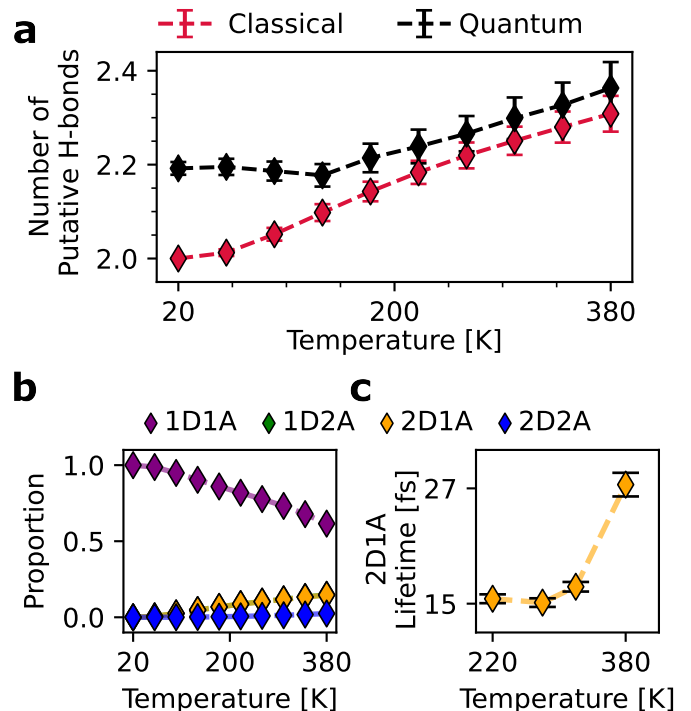 a
Classical
Quantum
Number of
Putative H-bonds
2.4
2.2
2.0
20
200
380
Temperature [K]
b
1D1A
1D2A
2D1A
2D2A
Proportion
1.0
0.5
0.0
20
200
380
Temperature [K]
c
2D1A
Lifetime [fs]
27
15
220
380
Temperature [K]